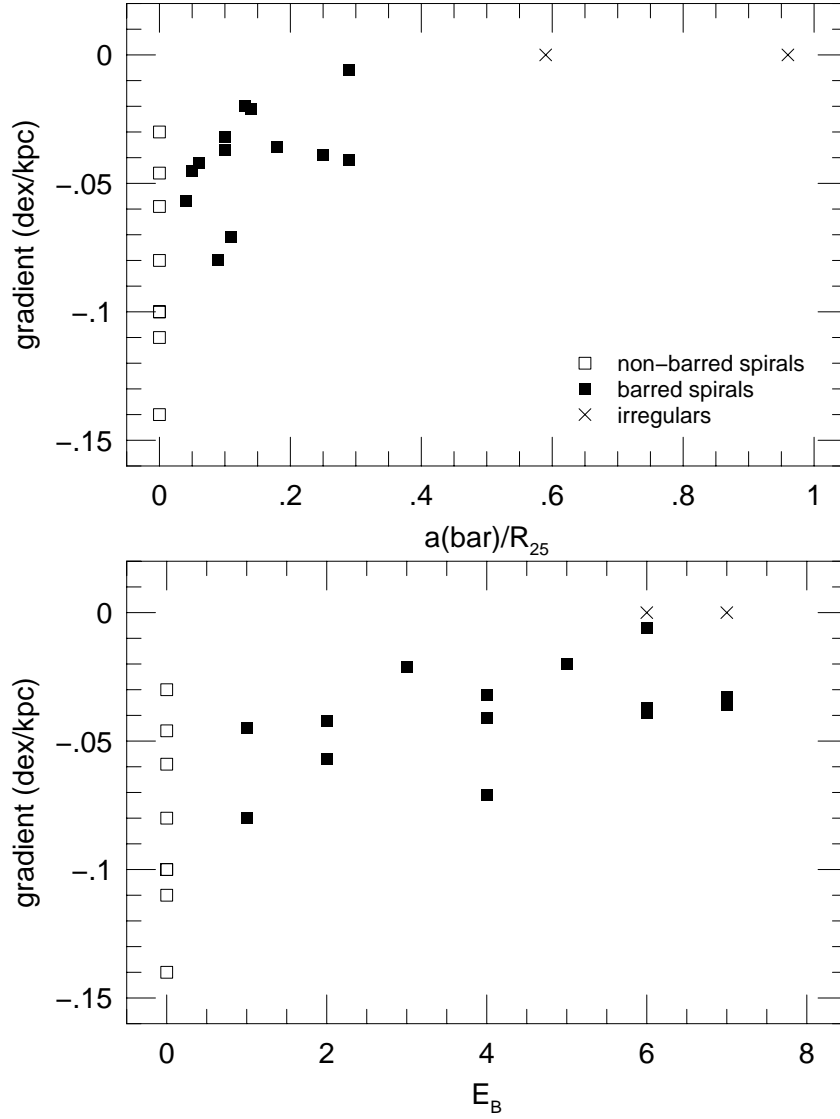 0
−.05
−.1
−.15
gradient (dex/kpc)
non−barred spirals
barred spirals
irregulars
0 .2 .4 .6 .8 1
a(bar)/R25
0
−.05
−.1
−.15
gradient (dex/kpc)
0 2 4 6 8
EB